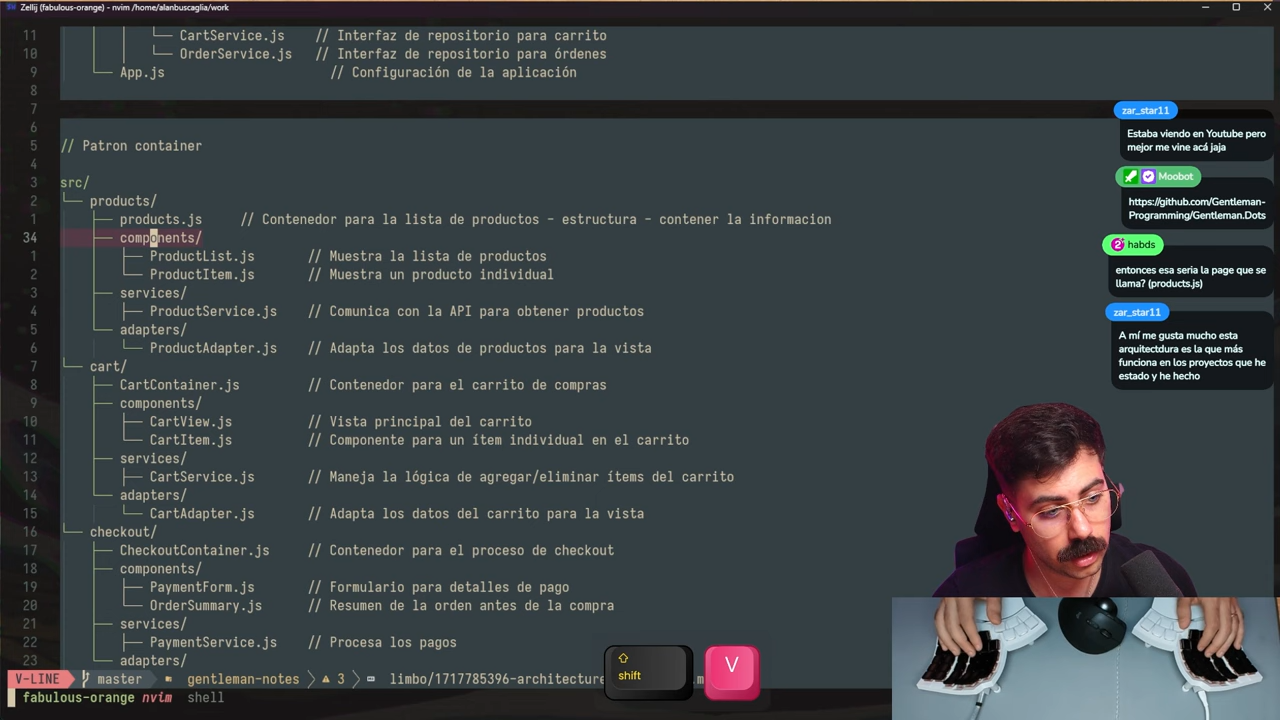 Zellij (fabulous-orange) - nvim /home/alanbuscaglia/work
11 └── CartService.js // Interfaz de repositorio para carrito
10 └── OrderService.js // Interfaz de repositorio para órdenes
9 └── App.js // Configuración de la aplicación
8
7
6
5 // Patron container
4
3 src/
2 └── products/
1 ├── products.js // Contenedor para la lista de productos - estructura - contener la informacion
34 ├── components/
1 │ ├── ProductList.js // Muestra la lista de productos
2 │ └── ProductItem.js // Muestra un producto individual
3 ├── services/
4 │ ├── ProductService.js // Comunica con la API para obtener productos
5 └── adapters/
6 └── ProductAdapter.js // Adapta los datos de productos para la vista
7 └── cart/
8 ├── CartContainer.js // Contenedor para el carrito de compras
9 ├── components/
10 │ ├── CartView.js // Vista principal del carrito
11 │ └── CartItem.js // Componente para un ítem individual en el carrito
12 ├── services/
13 │ ├── CartService.js // Maneja la lógica de agregar/eliminar ítems del carrito
14 └── adapters/
15 └── CartAdapter.js // Adapta los datos del carrito para la vista
16 └── checkout/
17 ├── CheckoutContainer.js // Contenedor para el proceso de checkout
18 ├── components/
19 │ ├── PaymentForm.js // Formulario para detalles de pago
20 │ └── OrderSummary.js // Resumen de la orden antes de la compra
21 ├── services/
22 │ ├── PaymentService.js // Procesa los pagos
23 └── adapters/
V-LINE master gentleman-notes 3 limbo/1717785396-architecture
fabulous-orange nvim shell
shift
V
zar_star11
Estaba viendo en Youtube pero
mejor me vine acá jaja
Moobot
https://github.com/Gentleman-
Programming/Gentleman.Dots
habds
entonces esa seria la page que se
llama? (products.js)
zar_star11
A mí me gusta mucho esta
arquitectdura es la que más
funciona en los proyectos que he
estado y he hecho